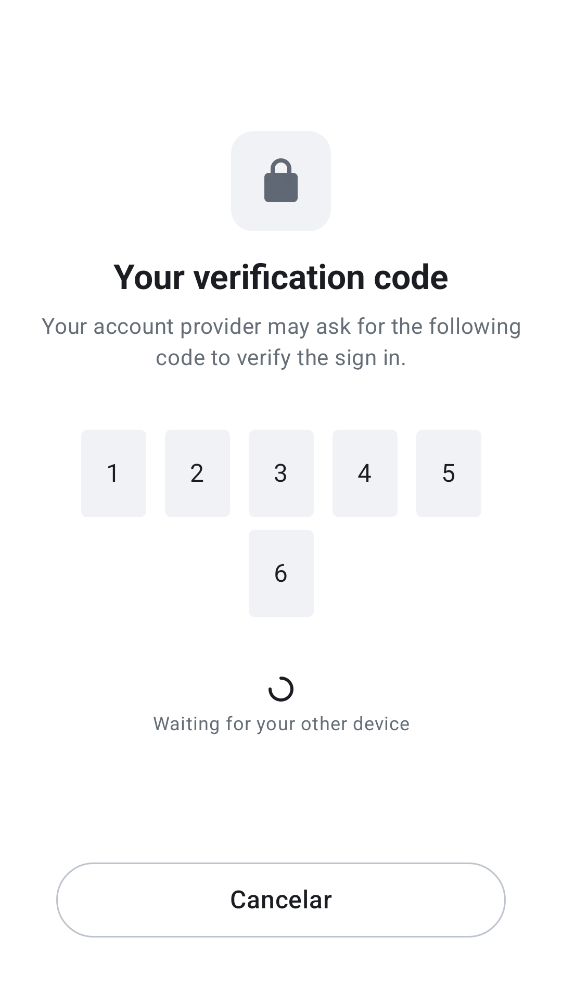 Your verification code
Your account provider may ask for the following
code to verify the sign in.
1 2 3 4 5
6
Waiting for your other device
Cancelar